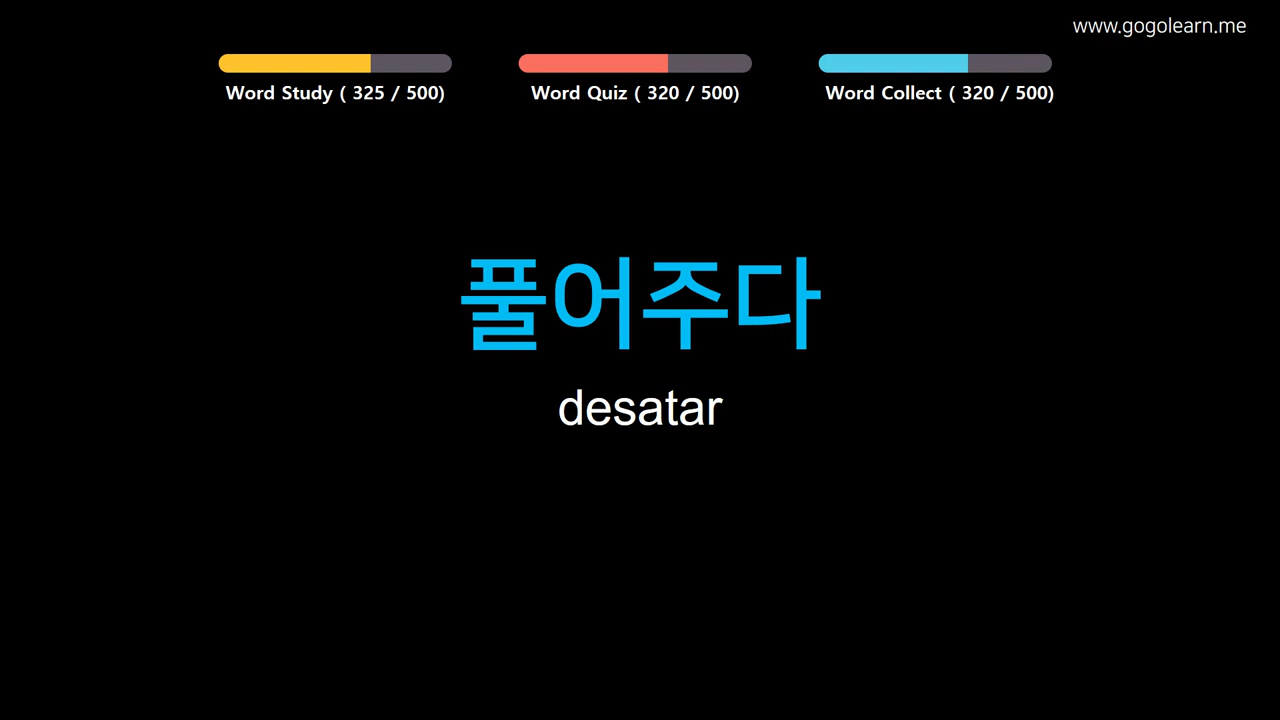 www.gogolearn.me
Word Study ( 325 / 500)
Word Quiz ( 320 / 500)
Word Collect ( 320 / 500)
풀어주다
desatar